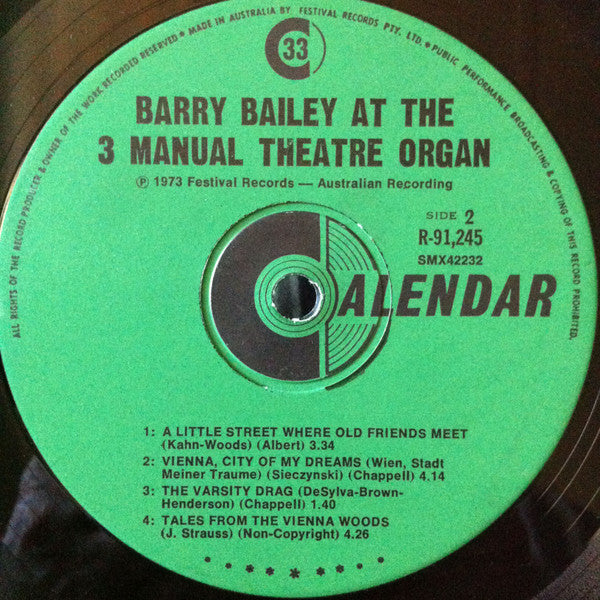 ALL RIGHTS OF THE RECORD PRODUCER & OWNER OF THE WORK RECORDED RESERVED ● MADE IN AUSTRALIA BY FESTIVAL RECORDS PTY. LTD. ● PUBLIC PERFORMANCE BROADCASTING & COPYING OF THIS RECORD PROHIBITED.
C 33
BARRY BAILEY AT THE
3 MANUAL THEATRE ORGAN
℗ 1973 Festival Records — Australian Recording
SIDE 2
R-91,245
SMX42232
CALENDAR
1: A LITTLE STREET WHERE OLD FRIENDS MEET
(Kahn-Woods) (Albert) 3.34
2: VIENNA, CITY OF MY DREAMS (Wien, Stadt
Meiner Traume) (Sieczynski) (Chappell) 4.14
3: THE VARSITY DRAG (DeSylva-Brown-
Henderson) (Chappell) 1.40
4: TALES FROM THE VIENNA WOODS
(J. Strauss) (Non-Copyright) 4.26